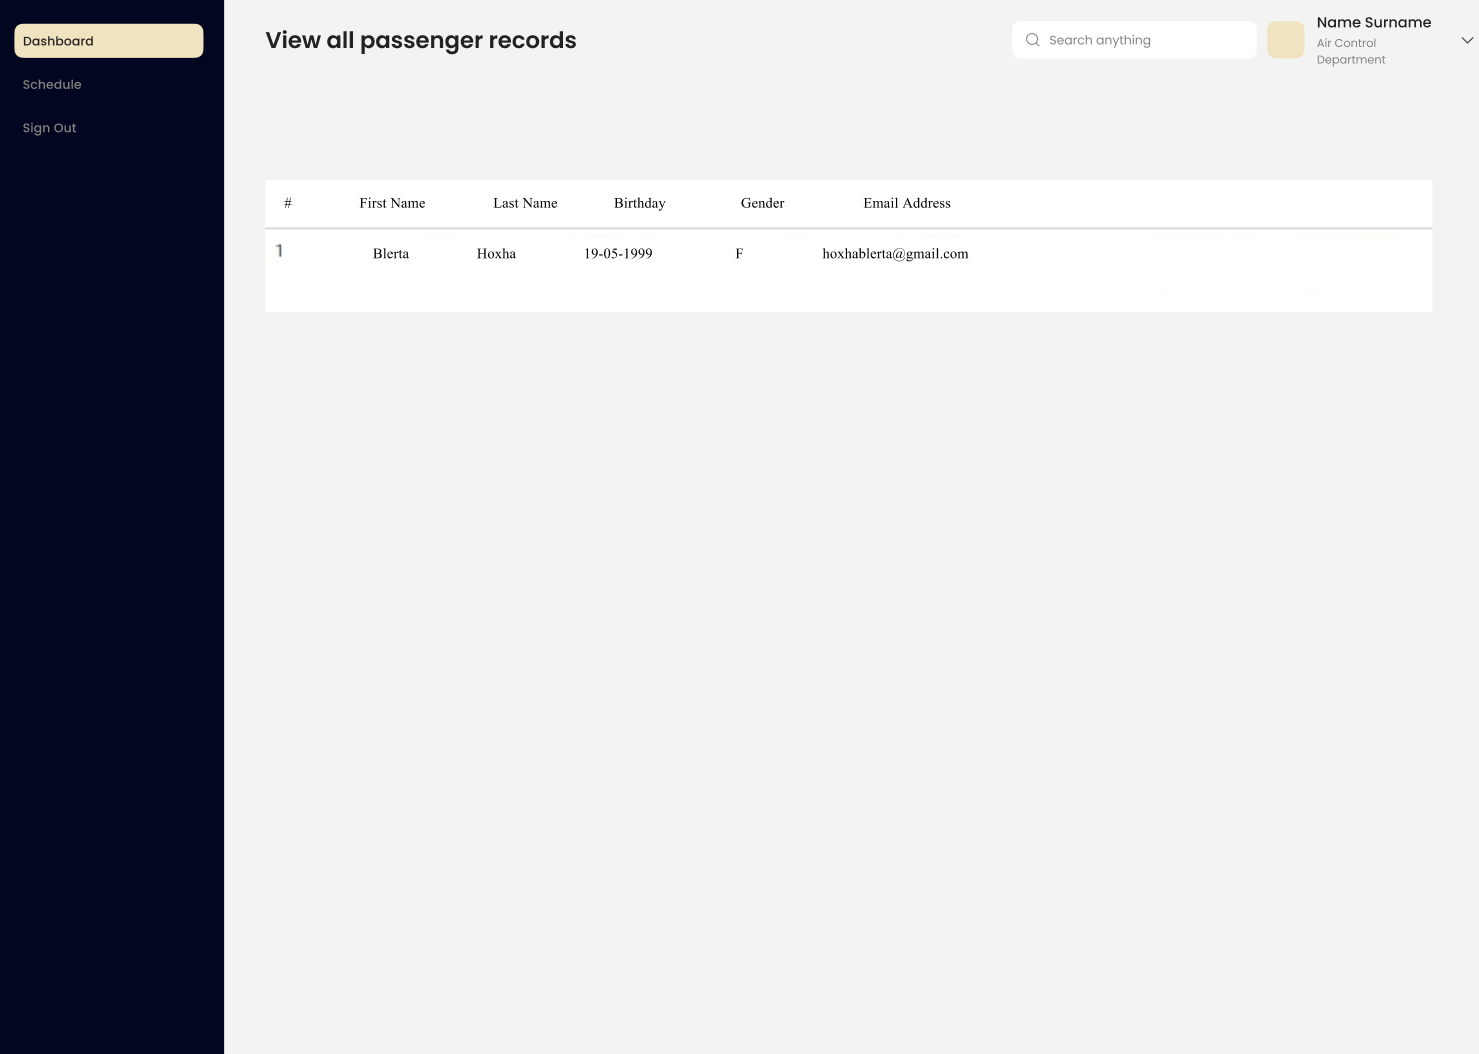 Dashboard
Schedule
Sign Out
View all passenger records
Search anything
Name Surname
Air Control
Department
# First Name Last Name Birthday Gender Email Address
1 Blerta Hoxha 19-05-1999 F hoxhablerta@gmail.com